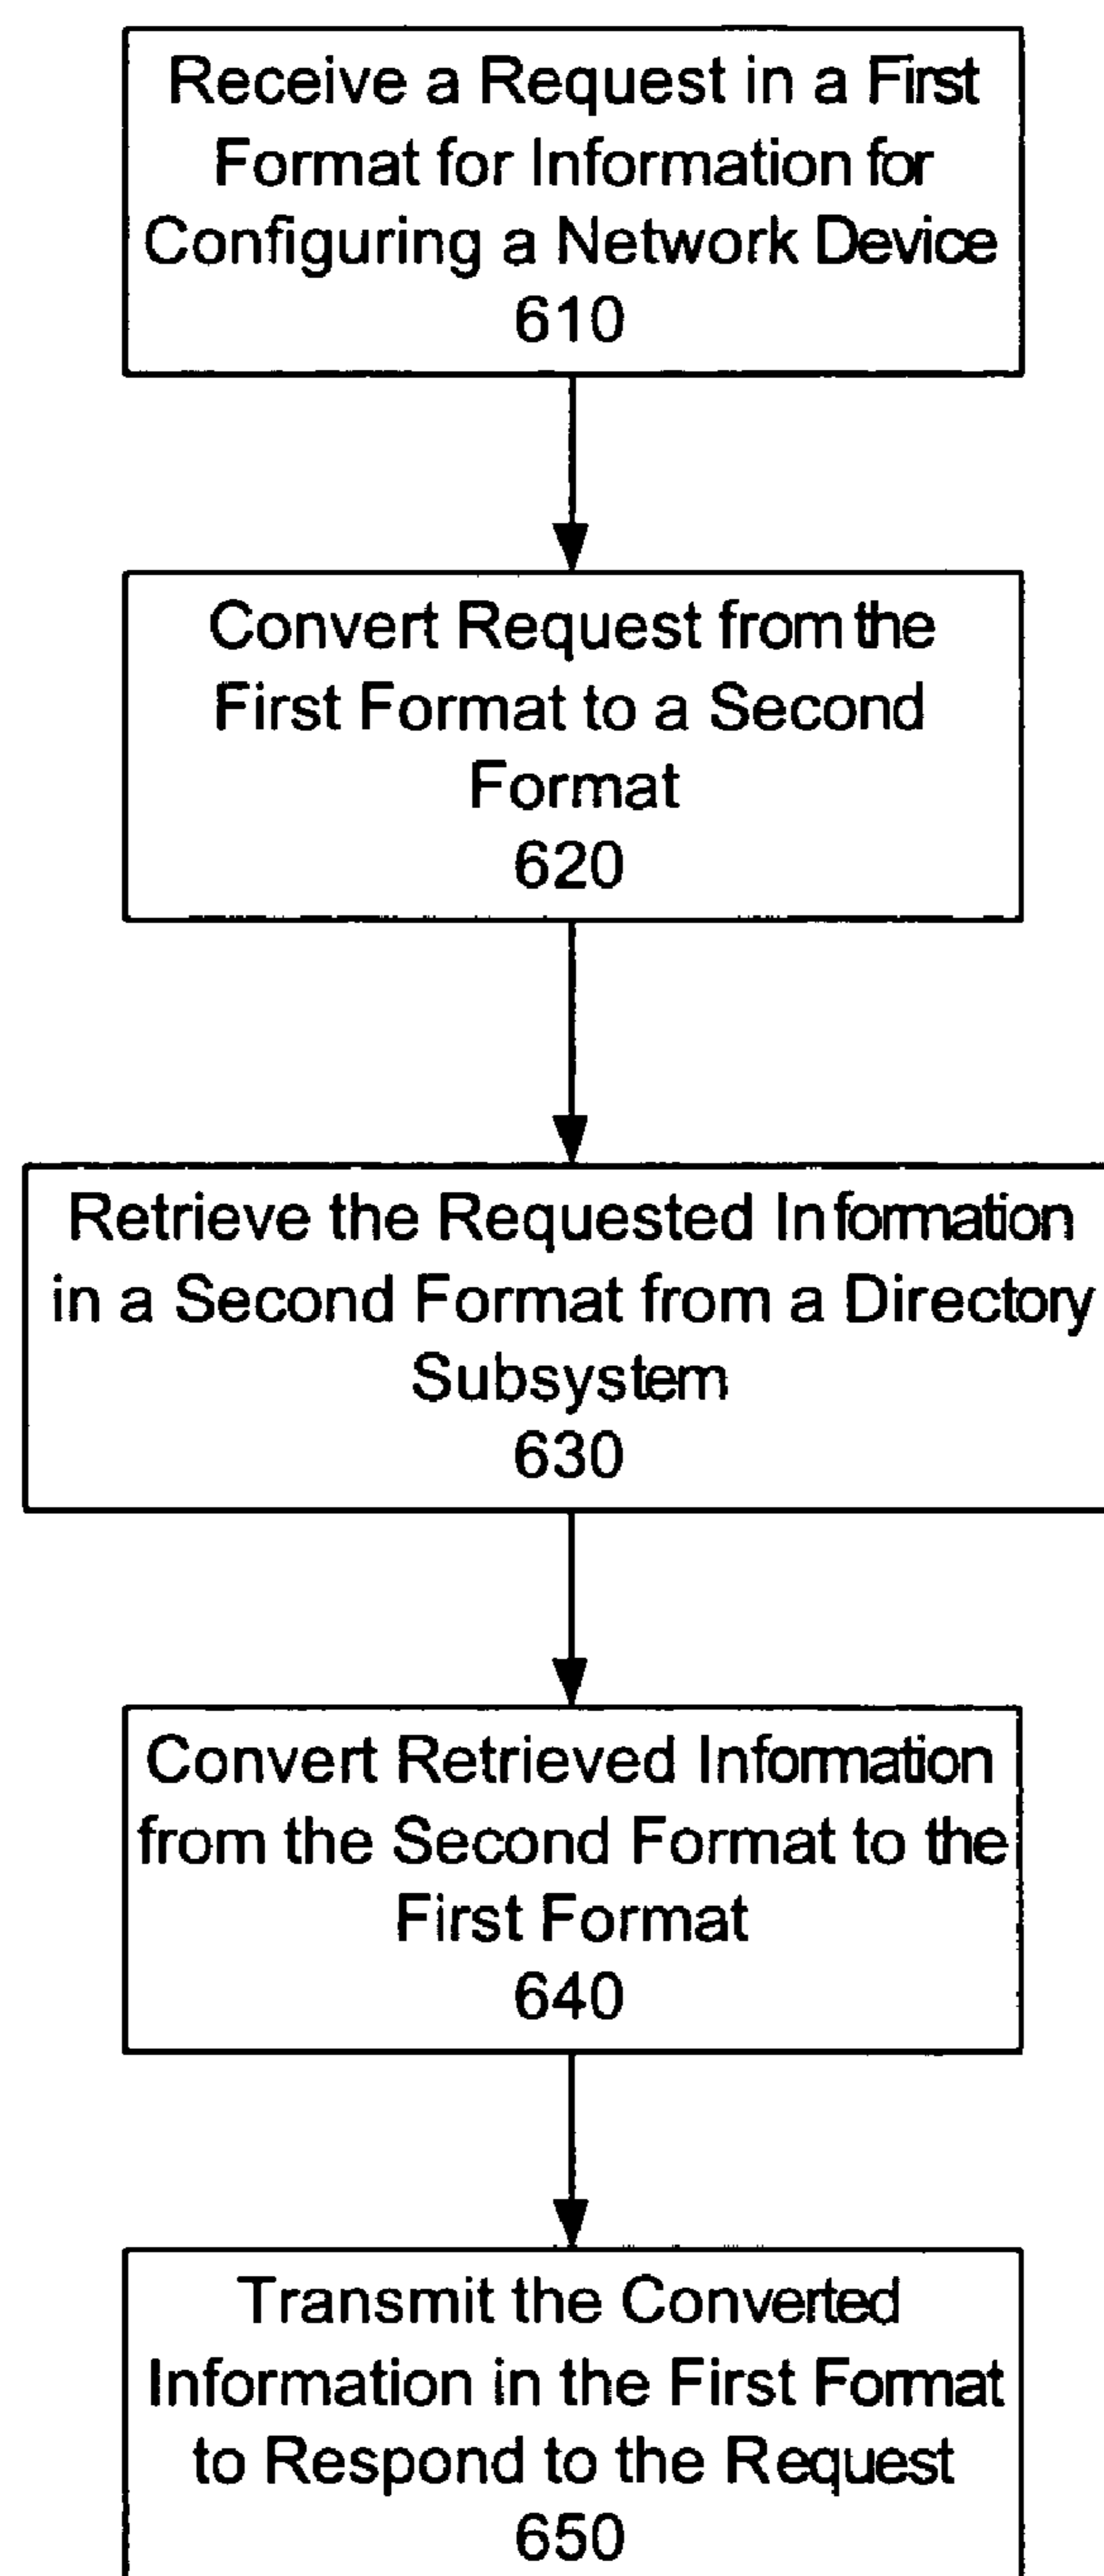 Receive a Request in a First
Format for Information for
Configuring a Network Device
610
Convert Request from the
First Format to a Second
Format
620
Retrieve the Requested Information
in a Second Format from a Directory
Subsystem
630
Convert Retrieved Information
from the Second Format to the
First Format
640
Transmit the Converted
Information in the First Format
to Respond to the Request
650